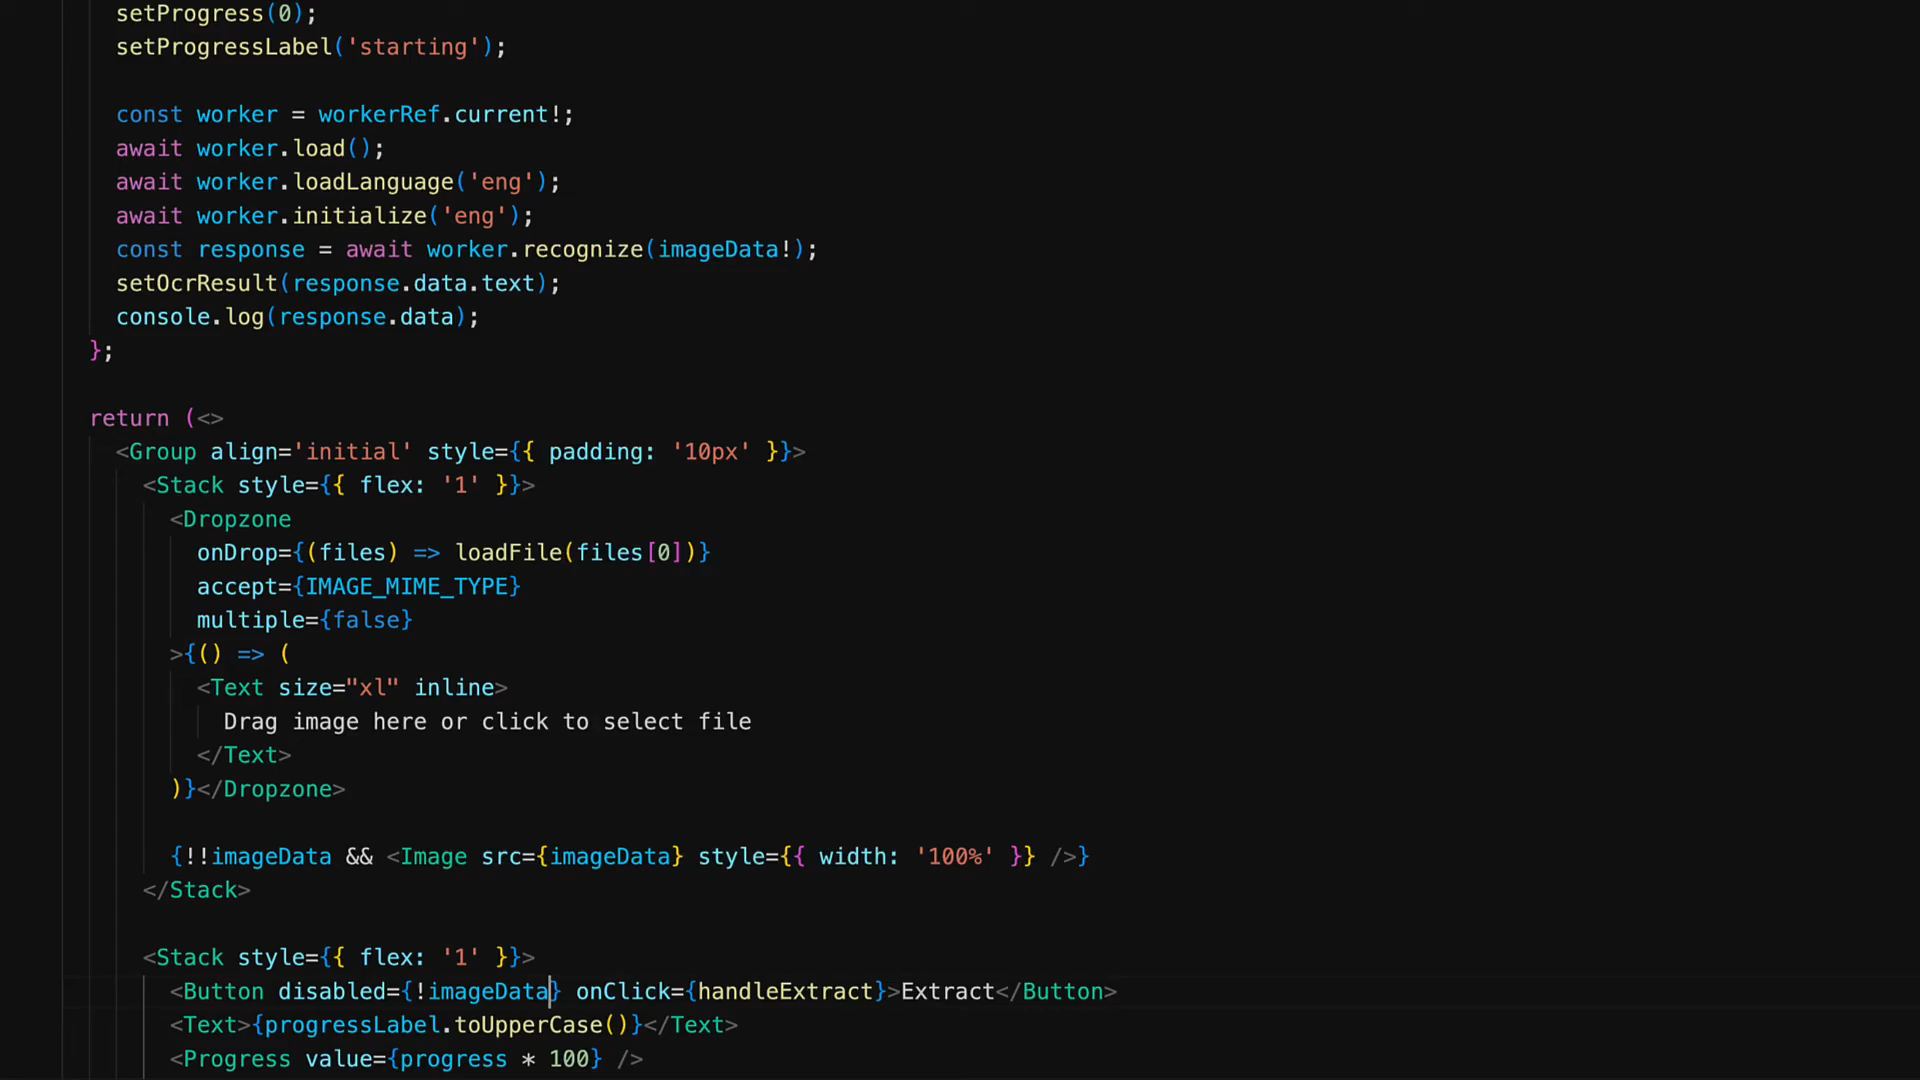 setProgress(0);
setProgressLabel('starting');
const worker = workerRef.current!;
await worker.load();
await worker.loadLanguage('eng');
await worker.initialize('eng');
const response = await worker.recognize(imageData!);
setOcrResult(response.data.text);
console.log(response.data);
};
return (<>
<Group align='initial' style={{ padding: '10px' }}>
<Stack style={{ flex: '1' }}>
<Dropzone
onDrop={(files) => loadFile(files[0])}
accept={IMAGE_MIME_TYPE}
multiple={false}
>{() => (
<Text size="xl" inline>
Drag image here or click to select file
</Text>
)}</Dropzone>
{!!imageData && <Image src={imageData} style={{ width: '100%' }} />}
</Stack>
<Stack style={{ flex: '1' }}>
<Button disabled={!imageData} onClick={handleExtract}>Extract</Button>
<Text>{progressLabel.toUpperCase()}</Text>
<Progress value={progress * 100} />